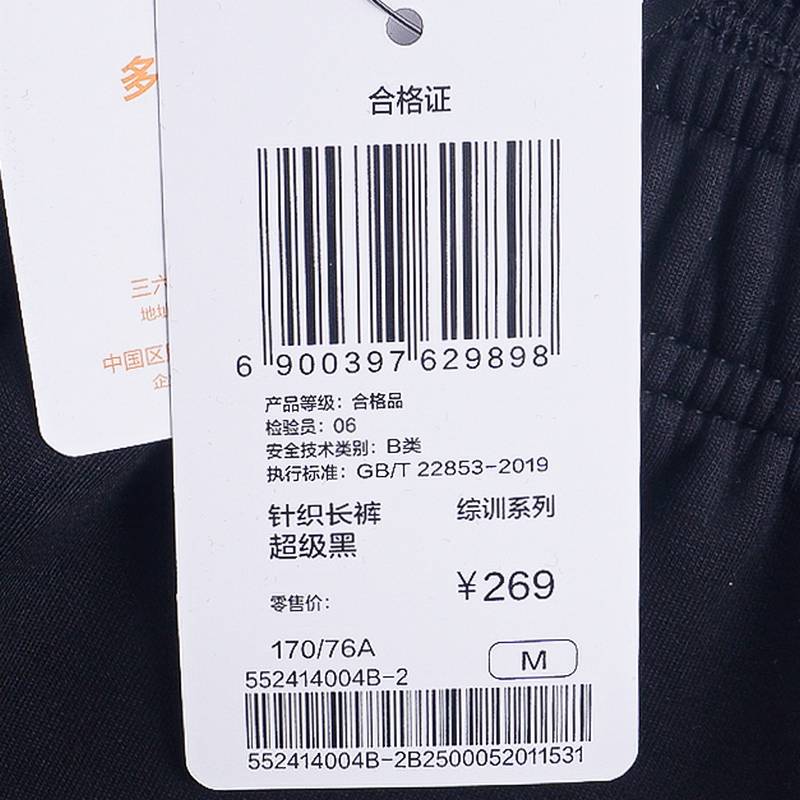 多
三六
地址
中国区
企
合格证
6 900397 629898
产品等级：合格品
检验员：06
安全技术类别：B类
执行标准：GB/T 22853-2019
针织长裤 综训系列
超级黑
零售价： ¥269
170/76A M
552414004B-2
552414004B-2B2500052011531